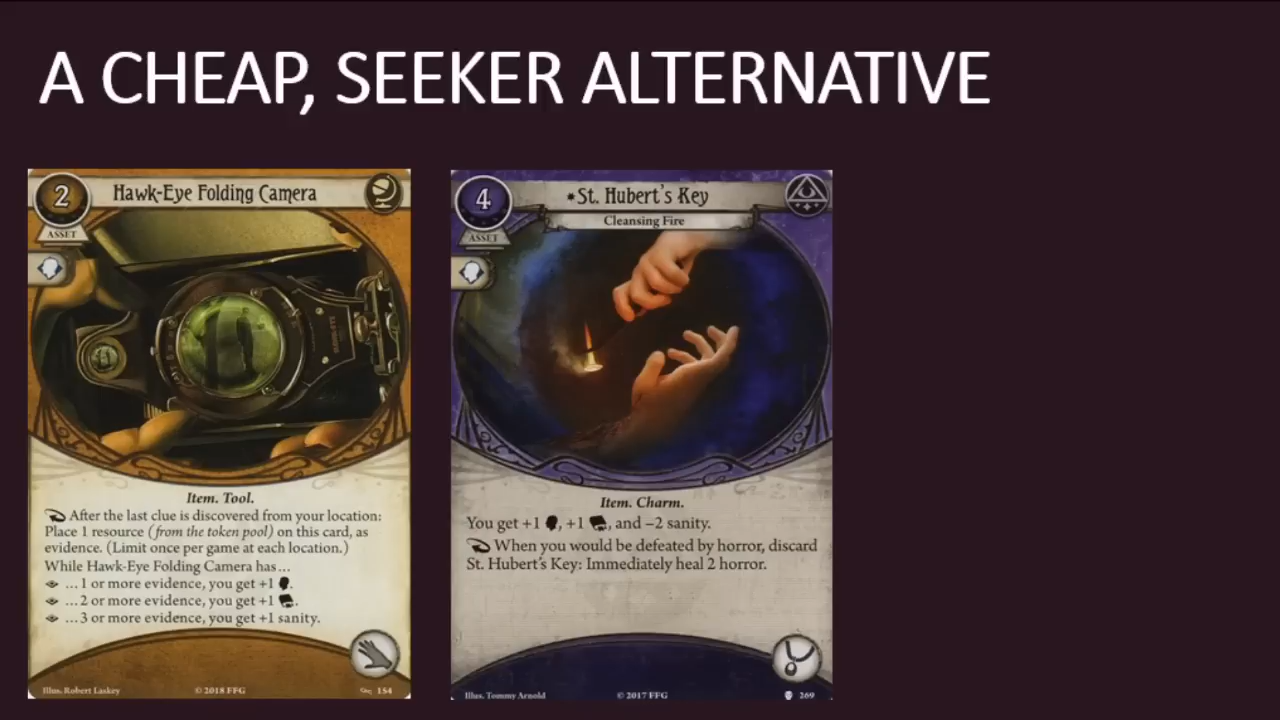 A CHEAP, SEEKER ALTERNATIVE
2
Hawk-Eye Folding Camera
ASSET
Item. Tool.
After the last clue is discovered from your location:
Place 1 resource (from the token pool) on this card, as
evidence. (Limit once per game at each location.)
While Hawk-Eye Folding Camera has...
...1 or more evidence, you get +1 .
...2 or more evidence, you get +1 .
...3 or more evidence, you get +1 sanity.
Illus. Robert Laskey © 2018 FFG 154
4
St. Hubert's Key
Cleansing Fire
ASSET
Item. Charm.
You get +1 , +1 , and –2 sanity.
When you would be defeated by horror, discard
St. Hubert's Key: Immediately heal 2 horror.
Illus. Tommy Arnold © 2017 FFG 269